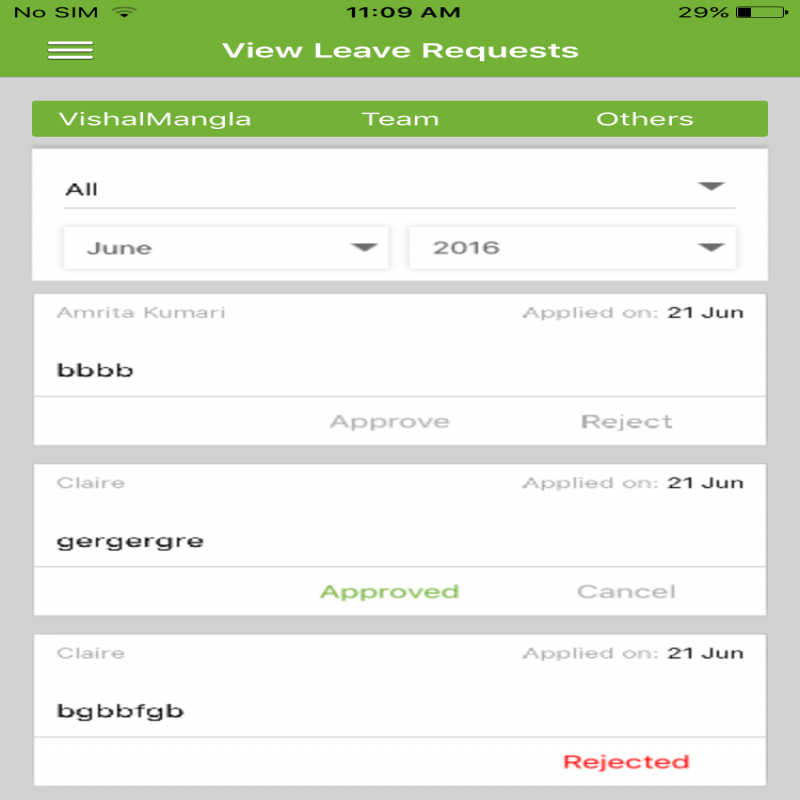 No SIM 11:09 AM 29%
View Leave Requests
VishalMangla Team Others
All
June 2016
Amrita Kumari Applied on: 21 Jun
bbbb
Approve Reject
Claire Applied on: 21 Jun
gergergre
Approved Cancel
Claire Applied on: 21 Jun
bgbbfgb
Rejected